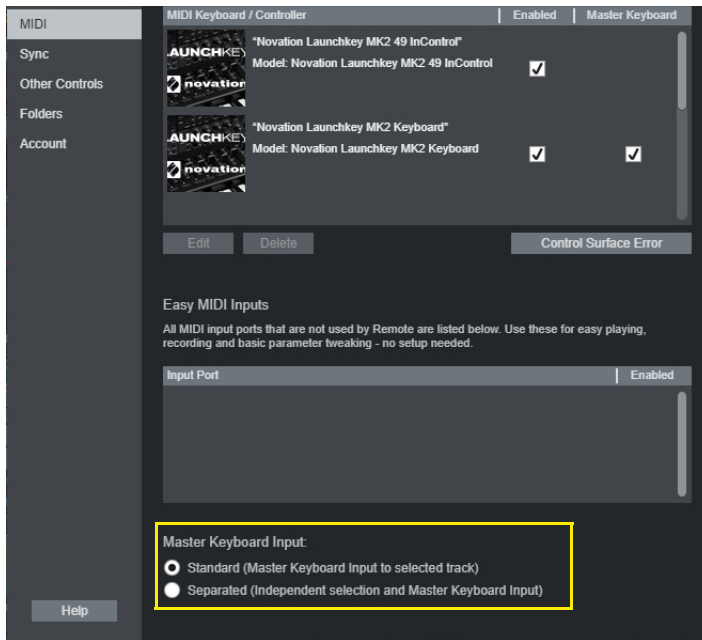 MIDI
Sync
Other Controls
Folders
Account
Help
MIDI Keyboard / Controller Enabled Master Keyboard
AUNCHKEY
novation
"Novation Launchkey MK2 49 InControl"
Model: Novation Launchkey MK2 49 InControl
AUNCHKEY
novation
"Novation Launchkey MK2 Keyboard"
Model: Novation Launchkey MK2 Keyboard
Edit Delete Control Surface Error
Easy MIDI Inputs
All MIDI input ports that are not used by Remote are listed below. Use these for easy playing,
recording and basic parameter tweaking - no setup needed.
Input Port Enabled
Master Keyboard Input:
Standard (Master Keyboard Input to selected track)
Separated (Independent selection and Master Keyboard Input)